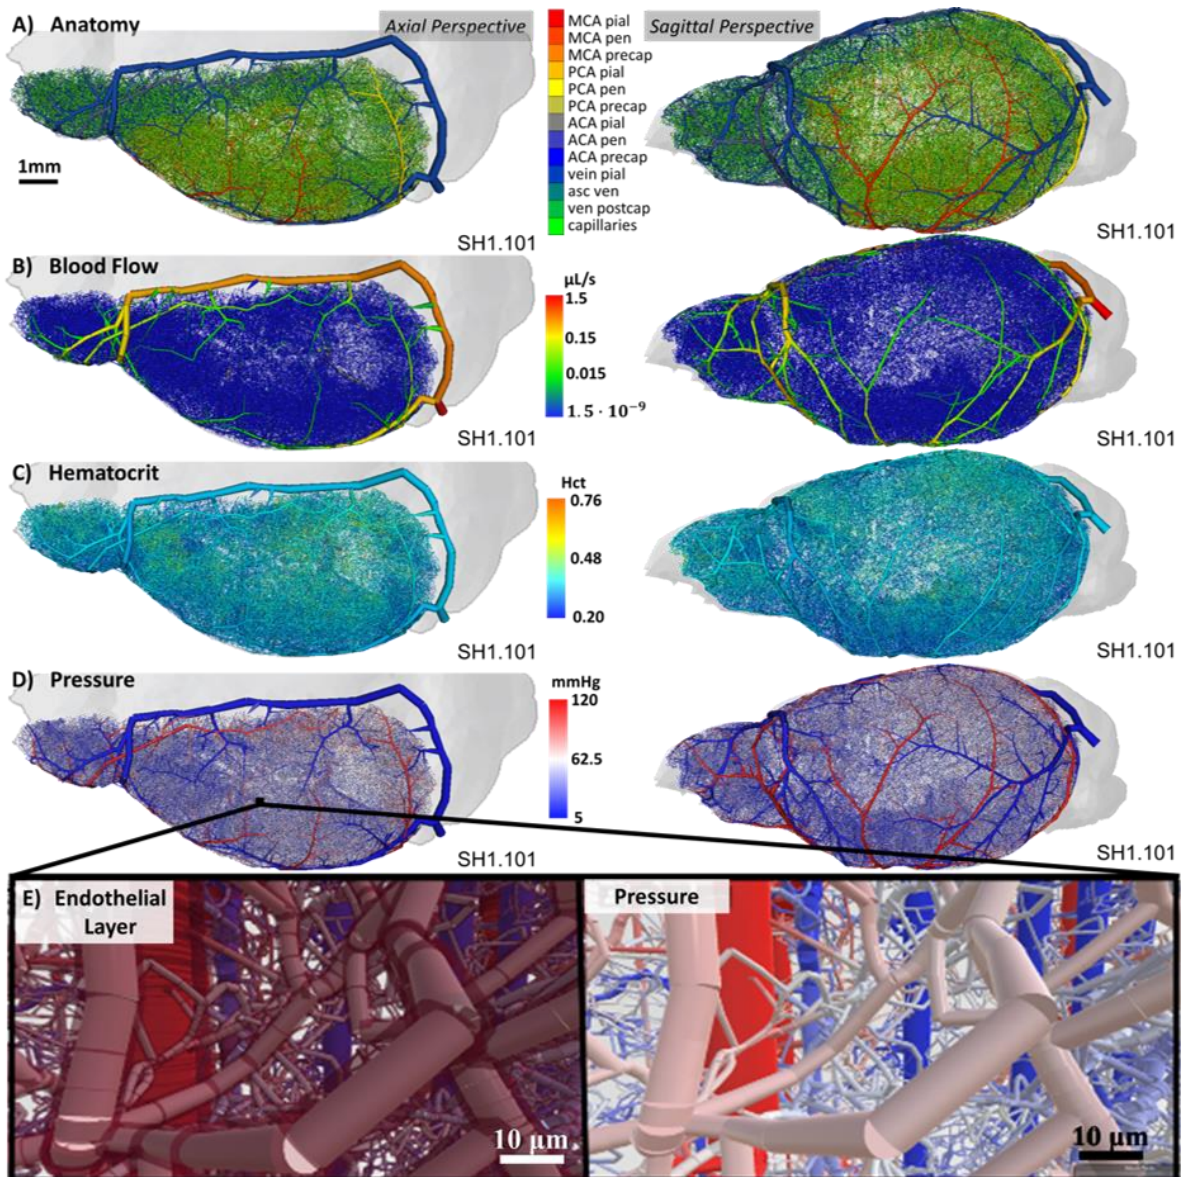 A) Anatomy
Axial Perspective
1mm
SH1.101
MCA pial
MCA pen
MCA precap
PCA pial
PCA pen
PCA precap
ACA pial
ACA pen
ACA precap
vein pial
asc ven
ven postcap
capillaries
Sagittal Perspective
SH1.101
B) Blood Flow
SH1.101
µL/s
1.5
0.15
0.015
1.5 · 10⁻⁹
SH1.101
C) Hematocrit
SH1.101
Hct
0.76
0.48
0.20
SH1.101
D) Pressure
SH1.101
mmHg
120
62.5
5
SH1.101
E) Endothelial
Layer
10 µm
Pressure
10 µm